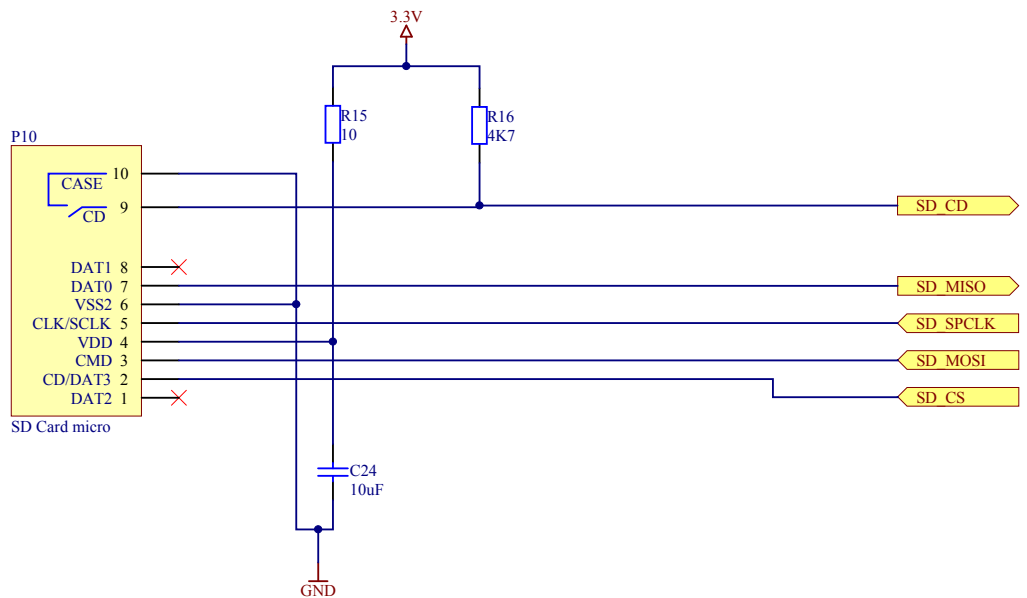 3.3V
R15
10
R16
4K7
P10
CASE
10
CD
9
SD_CD
DAT1 8
DAT0 7
SD_MISO
VSS2 6
CLK/SCLK 5
SD_SPCLK
VDD 4
CMD 3
SD_MOSI
CD/DAT3 2
DAT2 1
SD_CS
SD Card micro
C24
10uF
GND